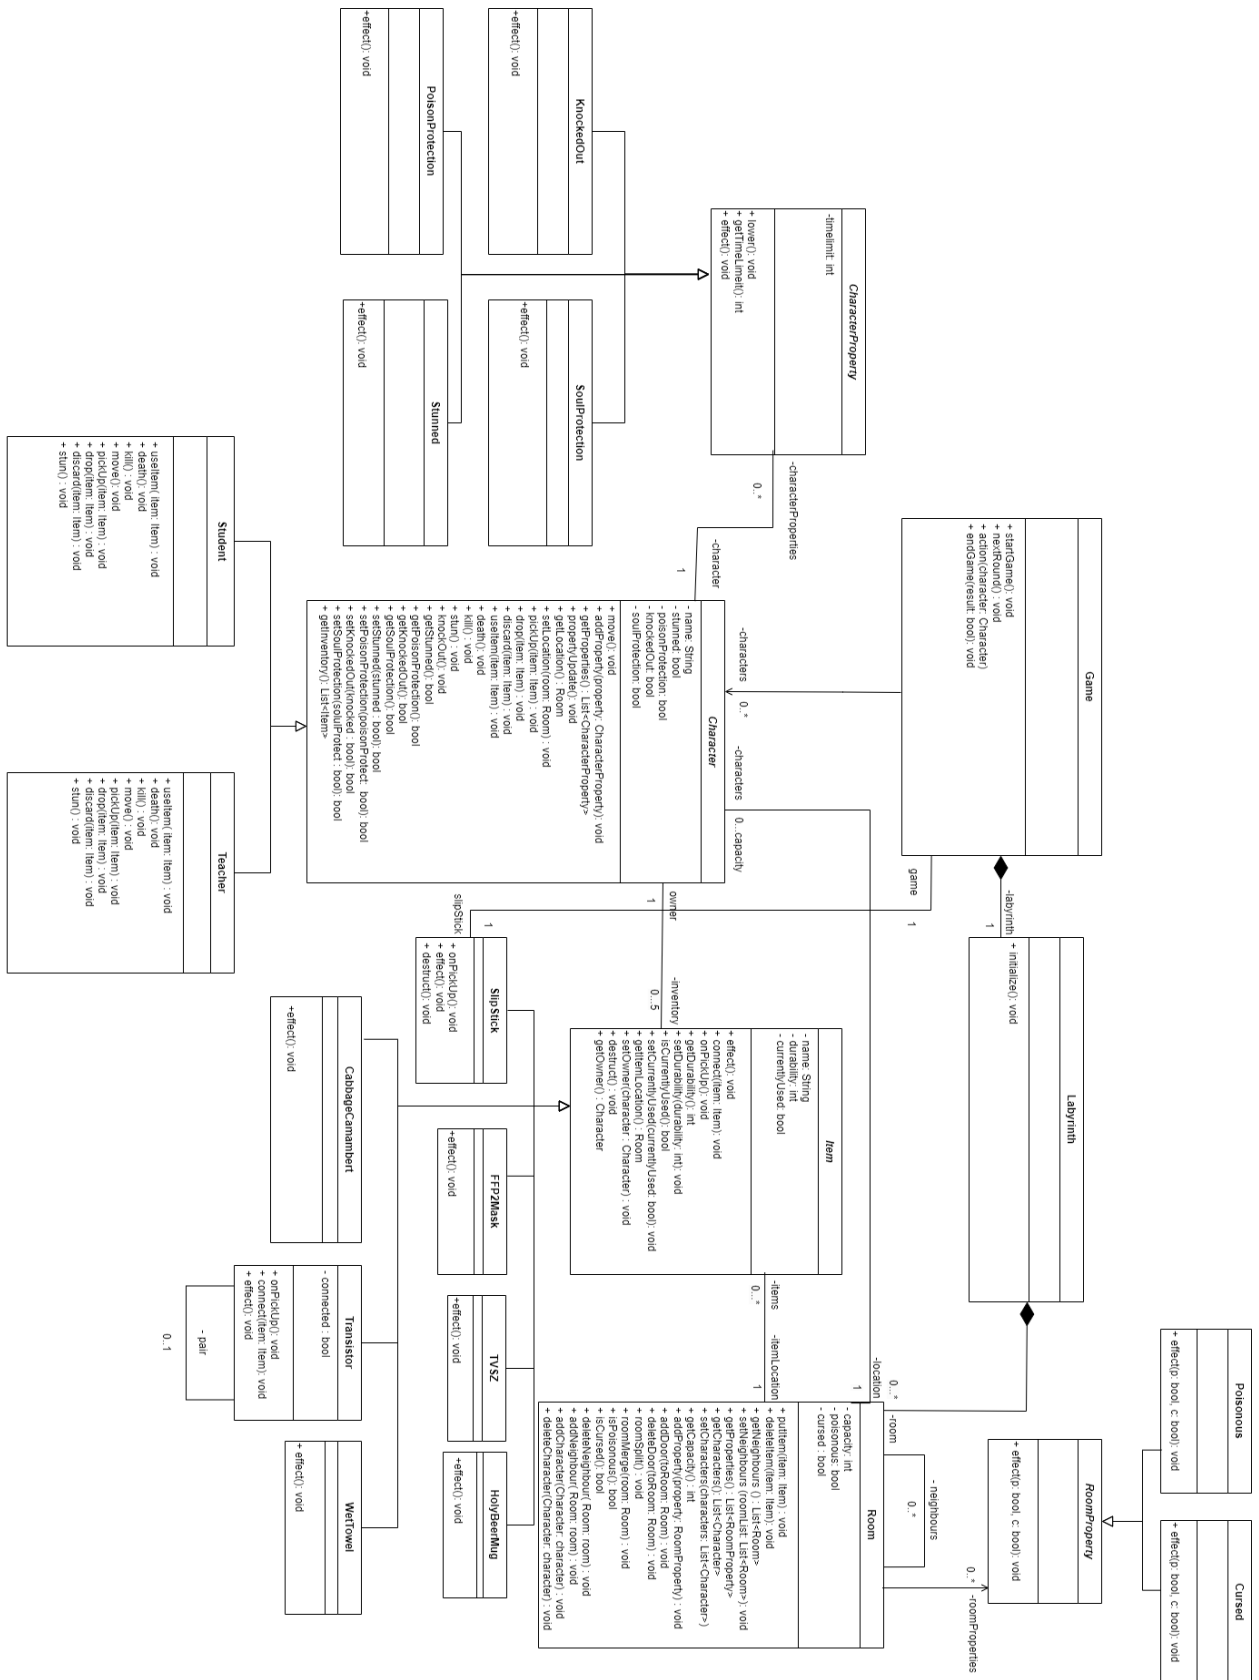 Game
+ startGame(): void
+ nextRound() : void
+ action(character: Character)
+ endGame(result: bool): void
-labyrinth
1
Labyrinth
+ initialize(): void
game
1
Poisonous
+ effect(p: bool, c: bool): void
Cursed
+ effect(p: bool, c: bool): void
RoomProperty
+ effect(p: bool, c: bool): void
0..* -roomProperties
- neighbours
0..*
0...*
-room
CharacterProperty
-timelimit: int
+ lower(): void
+ getTimeLimeit(): int
+ effect(): void
-characterProperties
0..*
-character
1
-characters
0..*
-characters
0...capacity
-location
1
KnockedOut
+effect(): void
SoulProtection
+effect(): void
PoisonProtection
+effect(): void
Stunned
+effect(): void
Character
- name: String
- stunned: bool
- poisonProtection: bool
- knockedOut: bool
- soulProtection: bool
+ move(): void
+ addProperty(property: CharacterProperty): void
+ getProperties() : List<CharacterProperty>
+ propertyUpdate(): void
+ getLocation() : Room
+ setLocation(room: Room) : void
+ pickUp(item: Item) : void
+ drop(item: Item) : void
+ discard(item: Item) : void
+ useItem(item: Item) : void
+ death(): void
+ kill() : void
+ stun() : void
+ knockOut(): void
+ getStunned(): bool
+ getPoisonProtection(): bool
+ getKnockedOut(): bool
+ getSoulProtection(): bool
+ setStunned(stunned : bool): bool
+ setPoisonProtection(poisonProtect: bool): bool
+ setKnockedOut(knocked : bool): bool
+ setSoulProtection(solulProtect : bool): bool
+ getInventory(): List<Item>
owner
1
-inventory
0...5
Item
- name: String
- durability: int
- currentlyUsed: bool
+ effect(): void
+ connect(item: Item): void
+ onPickUp(): void
+ getDurability(): int
+ setDurability(durability: int): void
+ isCurrentlyUsed(): bool
+ setCurrentlyUsed(currentlyUsed: bool): void
+ getItemLocation() : Room
+ setOwner(character : Character) : void
+ destruct() : void
+ getOwner() : Character
-items
0...*
-itemLocation
1
Room
- capacity: int
- poisonous: bool
- cursed : bool
+ putItem(item: Item) : void
+ deleteItem(item: Item): void
+ getNeighbours () : List<Room>
+ setNeighbours (roomList: List<Room>): void
+ getProperties() : List<RoomProperty>
+ getCharacters(): List<Character>
+ setCharacters(characters: List<Character>)
+ getCapacity() : int
+ addProperty(property: RoomProperty) : void
+ addDoor(toRoom: Room) : void
+ deleteDoor(toRoom: Room) : void
+ roomSplit() : void
+ roomMerge(room: Room) : void
+ isPoisonous(): bool
+ isCursed(): bool
+ deleteNeighbour( Room: room) : void
+ addNeighbour( Room: room) : void
+ addCharacter(Character: character) : void
+ deleteCharacter(Character: character) : void
Student
+ useItem( item: Item) : void
+ death(): void
+ kill() : void
+ move(): void
+ pickUp(item: Item) : void
+ drop(item: Item) : void
+ discard(item: Item) : void
+ stun() : void
Teacher
+ useItem( item: Item) : void
+ death(): void
+ kill() : void
+ move() : void
+ pickUp(item: Item) : void
+ drop(item: Item) : void
+ discard(item: Item) : void
+ stun() : void
slipStick
1
SlipStick
+ onPickUp(): void
+ effect(): void
+ destruct(): void
FFP2Mask
+effect(): void
TVSZ
+effect(): void
HolyBeerMug
+effect(): void
CabbageCamambert
+effect(): void
Transistor
- connected : bool
+ onPickUp(): void
+ connect(Item: Item): void
+ effect(): void
- pair
0..1
WetTowel
+ effect(): void